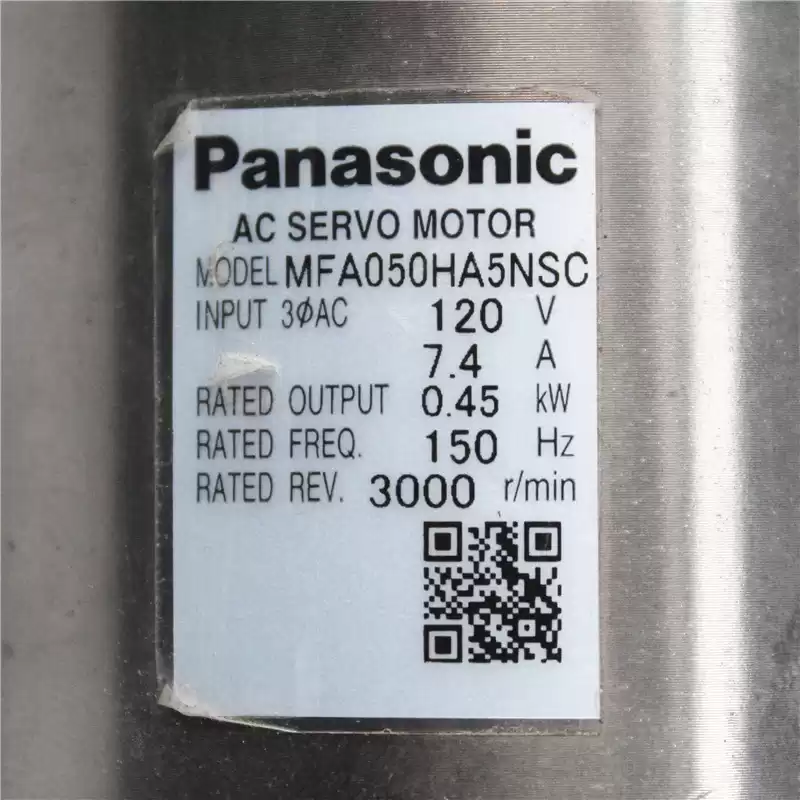 Panasonic
AC SERVO MOTOR
MODEL MFA050HA5NSC
INPUT 3ØAC 120 V
7.4 A
RATED OUTPUT 0.45 kW
RATED FREQ. 150 Hz
RATED REV. 3000 r/min